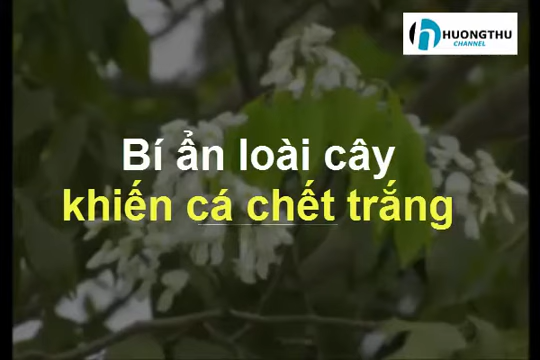 HUONGTHU
CHANNEL
Bí ẩn loài cây
khiến cá chết trắng